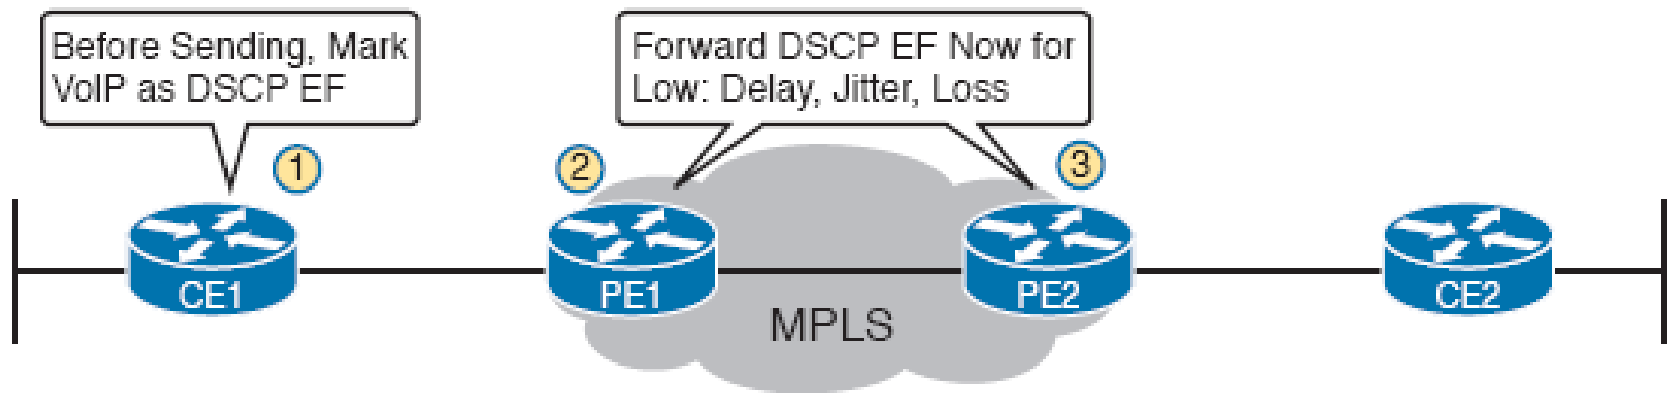 Before Sending, Mark
VoIP as DSCP EF
Forward DSCP EF Now for
Low: Delay, Jitter, Loss
1
2
3
CE1
PE1
PE2
CE2
MPLS